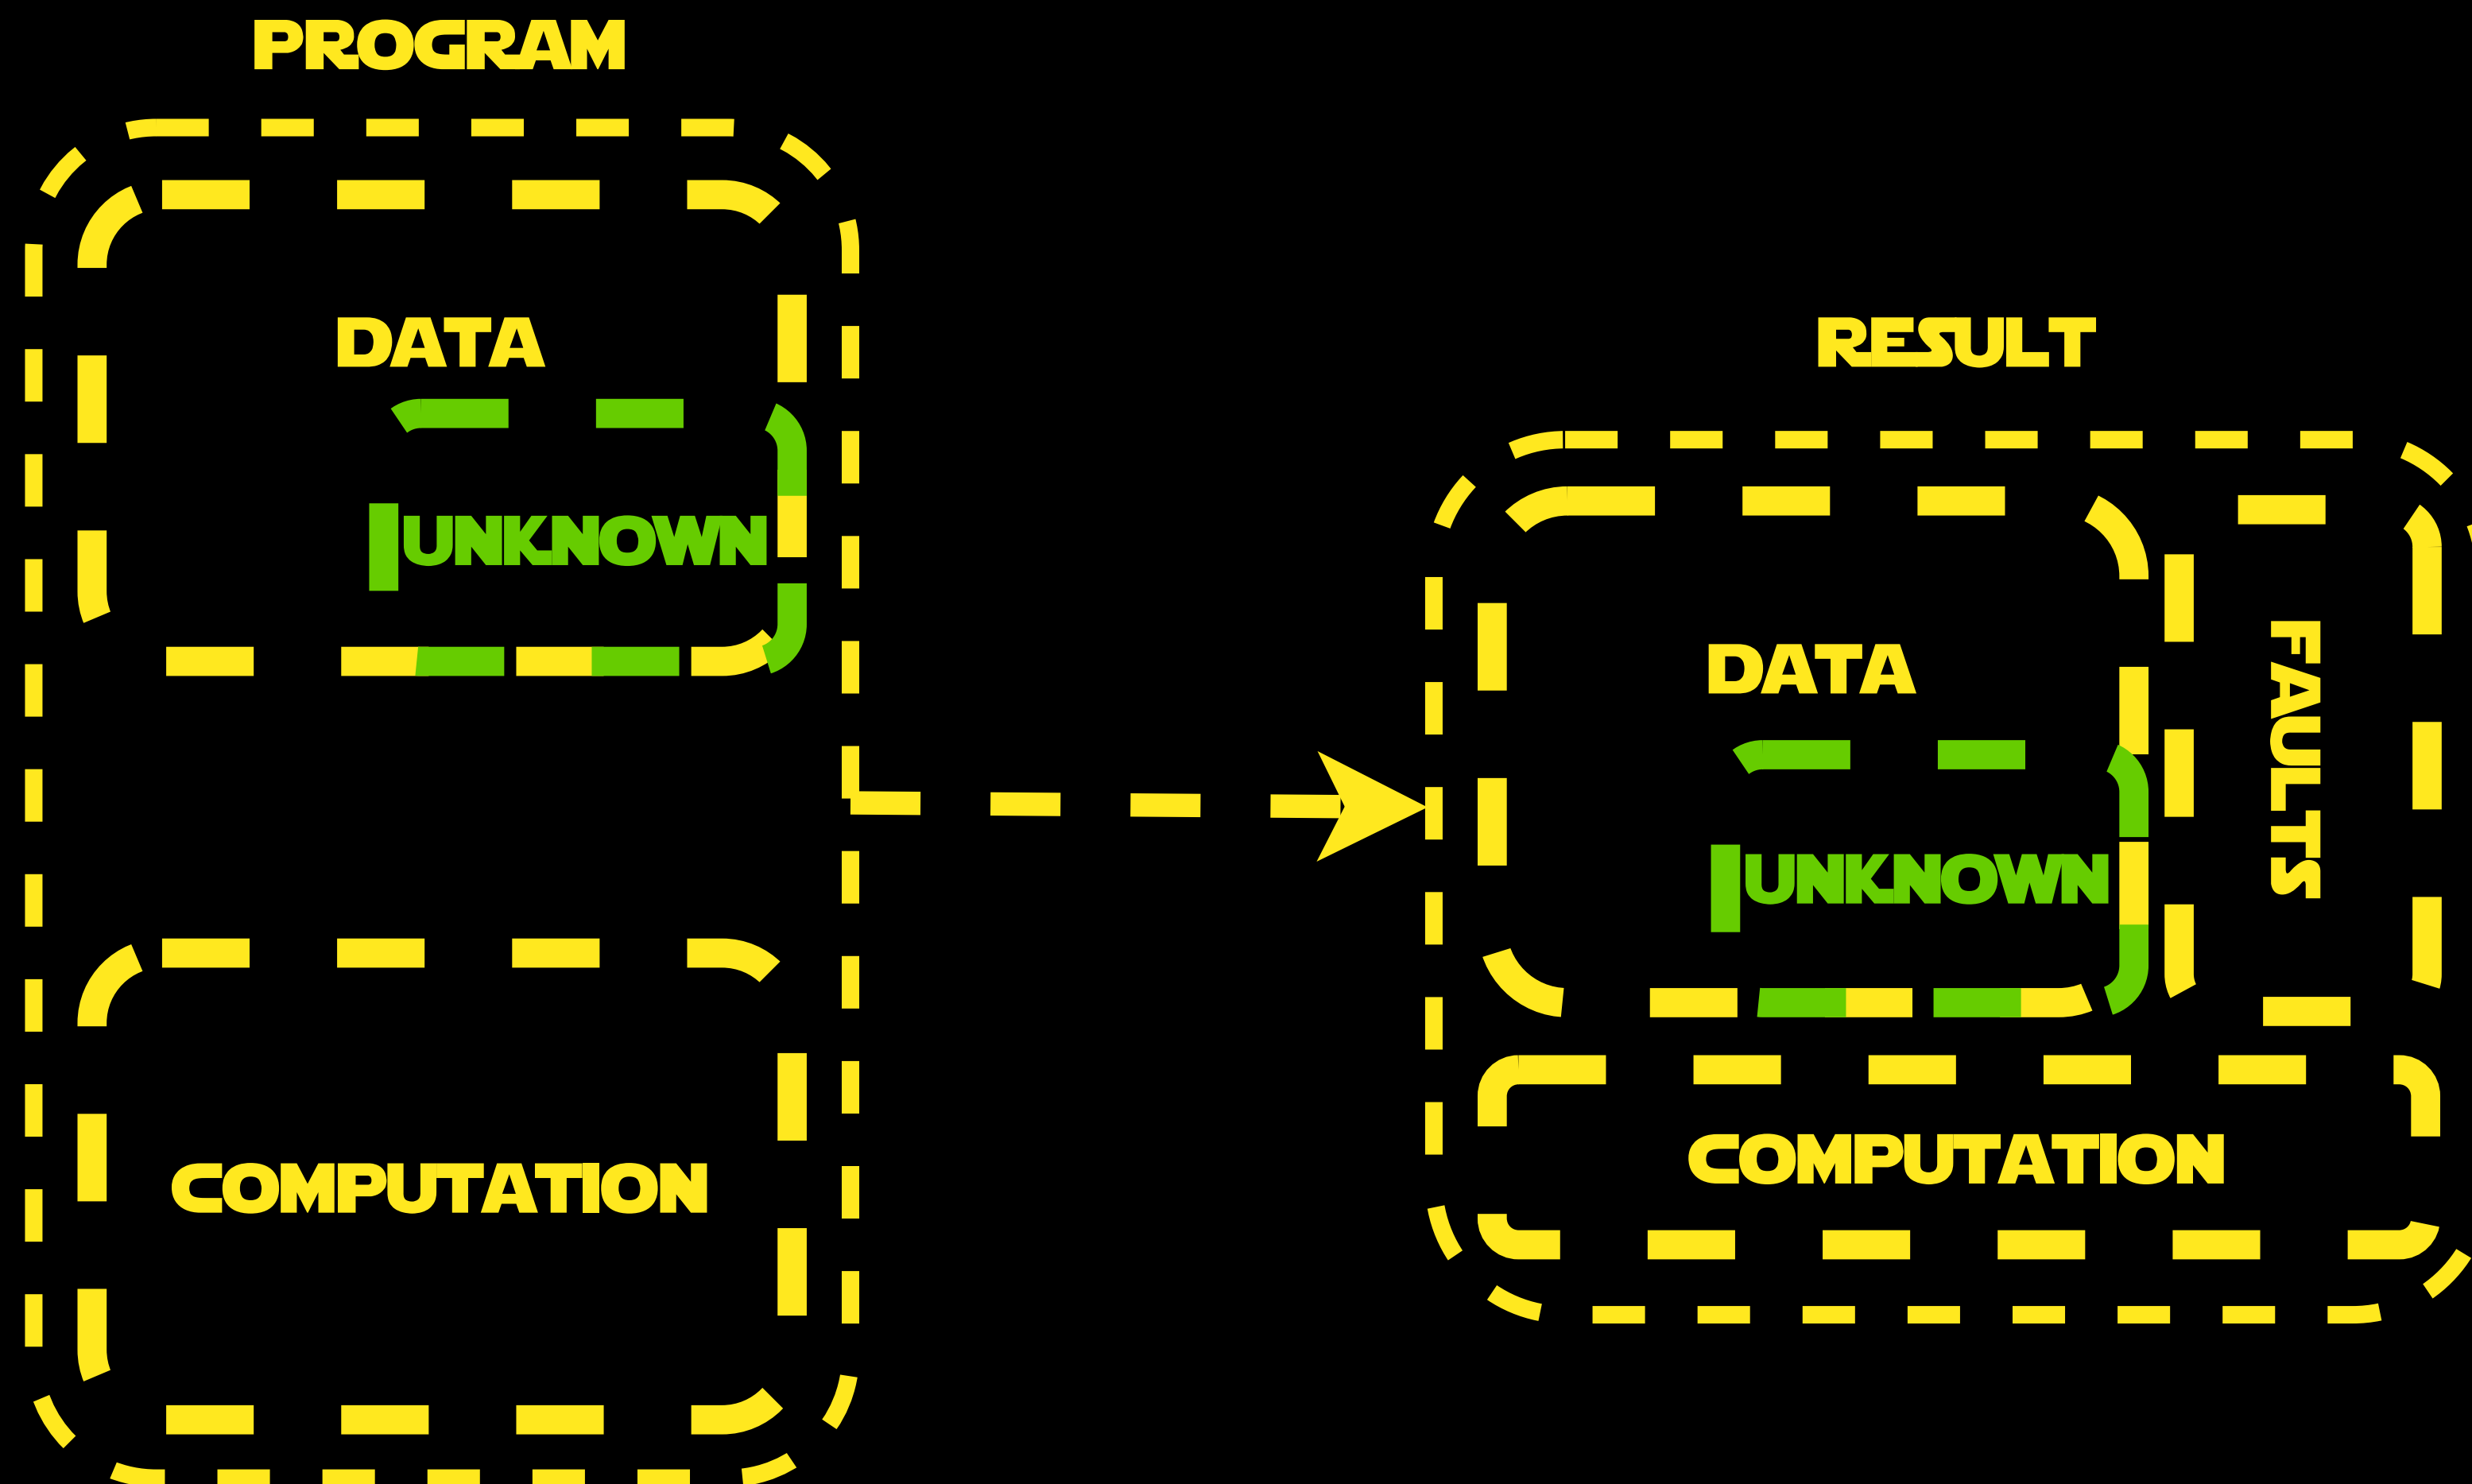 PROGRAM
DATA
UNKNOWN
COMPUTATION
RESULT
DATA
UNKNOWN
FAULTS
COMPUTATION